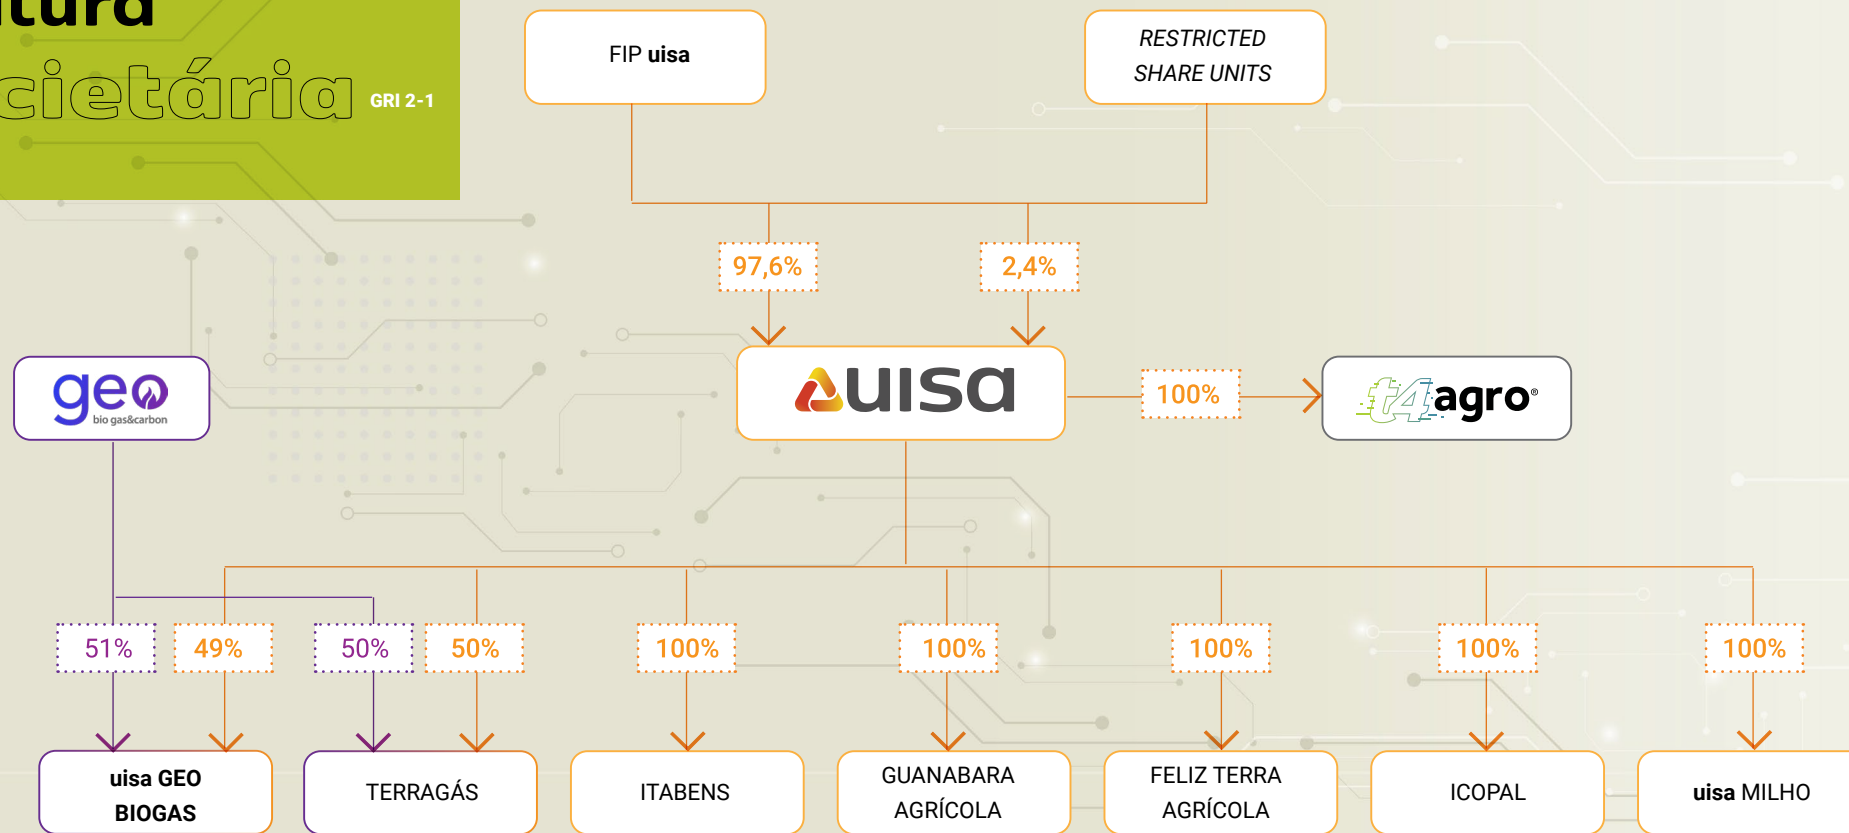 cietária GRI 2-1
FIP uisa
RESTRICTED
SHARE UNITS
97,6%
2,4%
geo
bio gas&carbon
uisa
100%
t4agro®
51%
49%
50%
50%
100%
100%
100%
100%
100%
uisa GEO
BIOGAS
TERRAGÁS
ITABENS
GUANABARA
AGRÍCOLA
FELIZ TERRA
AGRÍCOLA
ICOPAL
uisa MILHO